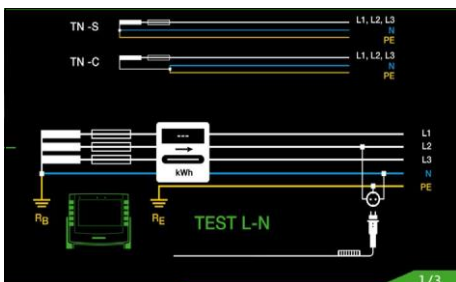 TN -S
L1, L2, L3
N
PE
TN -C
L1, L2, L3
N
PE
---
kWh
L1
L2
L3
N
PE
RB
RE
TEST L-N
1/3